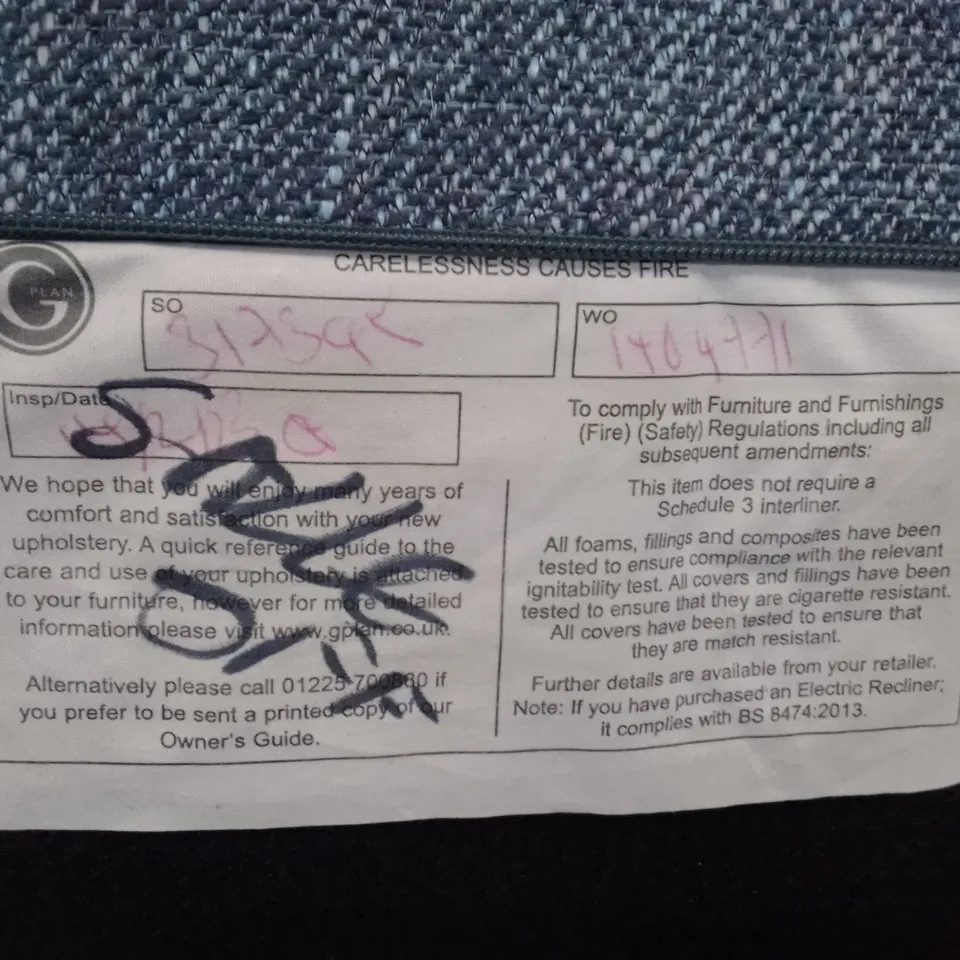 CARELESSNESS CAUSES FIRE
G PLAN
SO
WO
Insp/Date
We hope that you will enjoy many years of
comfort and satisfaction with your new
upholstery. A quick reference guide to the
care and use of your upholstery is attached
to your furniture, however for more detailed
information please visit www.gplan.co.uk.
Alternatively please call 01225 700880 if
you prefer to be sent a printed copy of our
Owner's Guide.
To comply with Furniture and Furnishings
(Fire) (Safety) Regulations including all
subsequent amendments:
This item does not require a
Schedule 3 interliner.
All foams, fillings and composites have been
tested to ensure compliance with the relevant
ignitability test. All covers and fillings have been
tested to ensure that they are cigarette resistant.
All covers have been tested to ensure that
they are match resistant.
Further details are available from your retailer.
Note: If you have purchased an Electric Recliner,
it complies with BS 8474:2013.